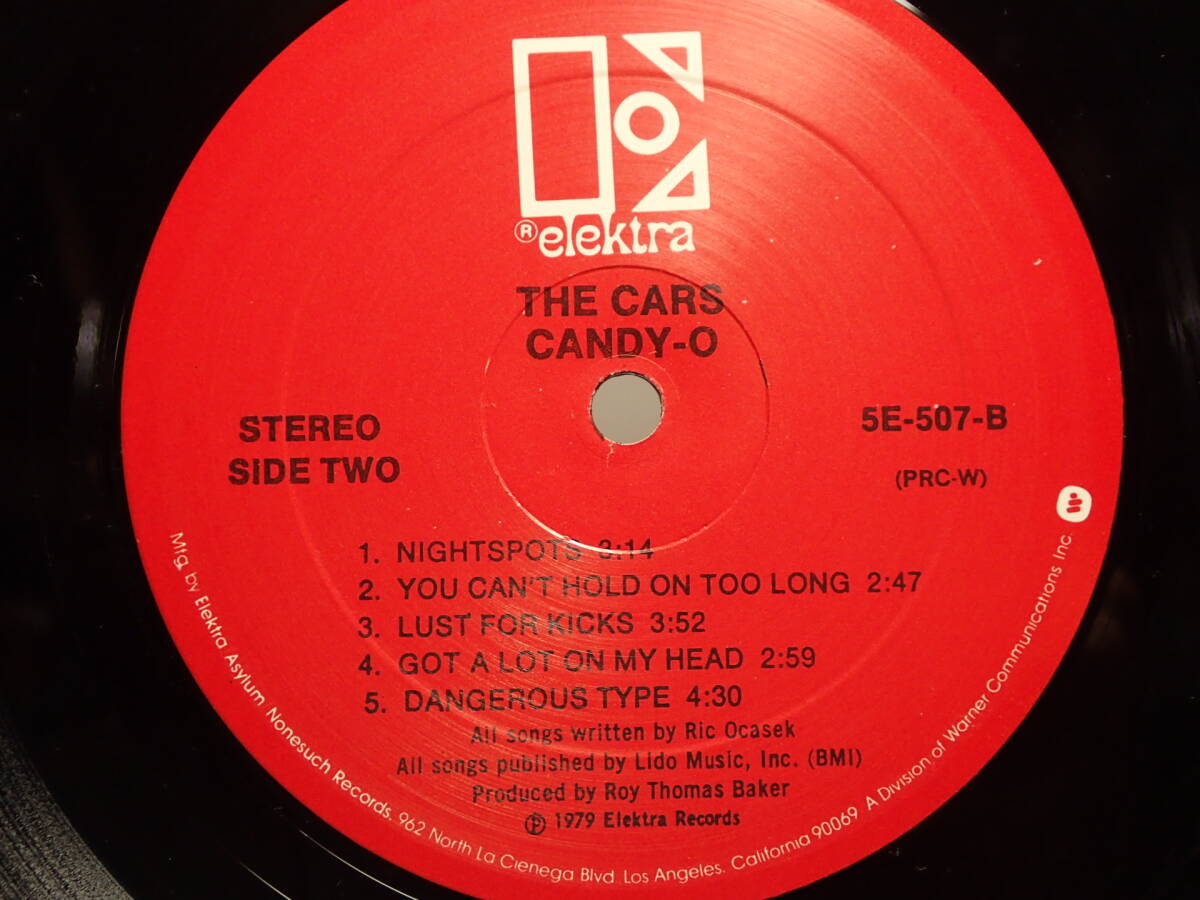 ® elektra
THE CARS
CANDY-O
STEREO
SIDE TWO
5E-507-B
(PRC-W)
1. NIGHTSPOTS 3:14
2. YOU CAN'T HOLD ON TOO LONG 2:47
3. LUST FOR KICKS 3:52
4. GOT A LOT ON MY HEAD 2:59
5. DANGEROUS TYPE 4:30
All songs written by Ric Ocasek
All songs published by Lido Music, Inc. (BMI)
Produced by Roy Thomas Baker
℗ 1979 Elektra Records
Mfg. by Elektra Asylum Nonesuch Records, 962 North La Cienega Blvd. Los Angeles. California 90069 A Division of Warner Communications Inc.